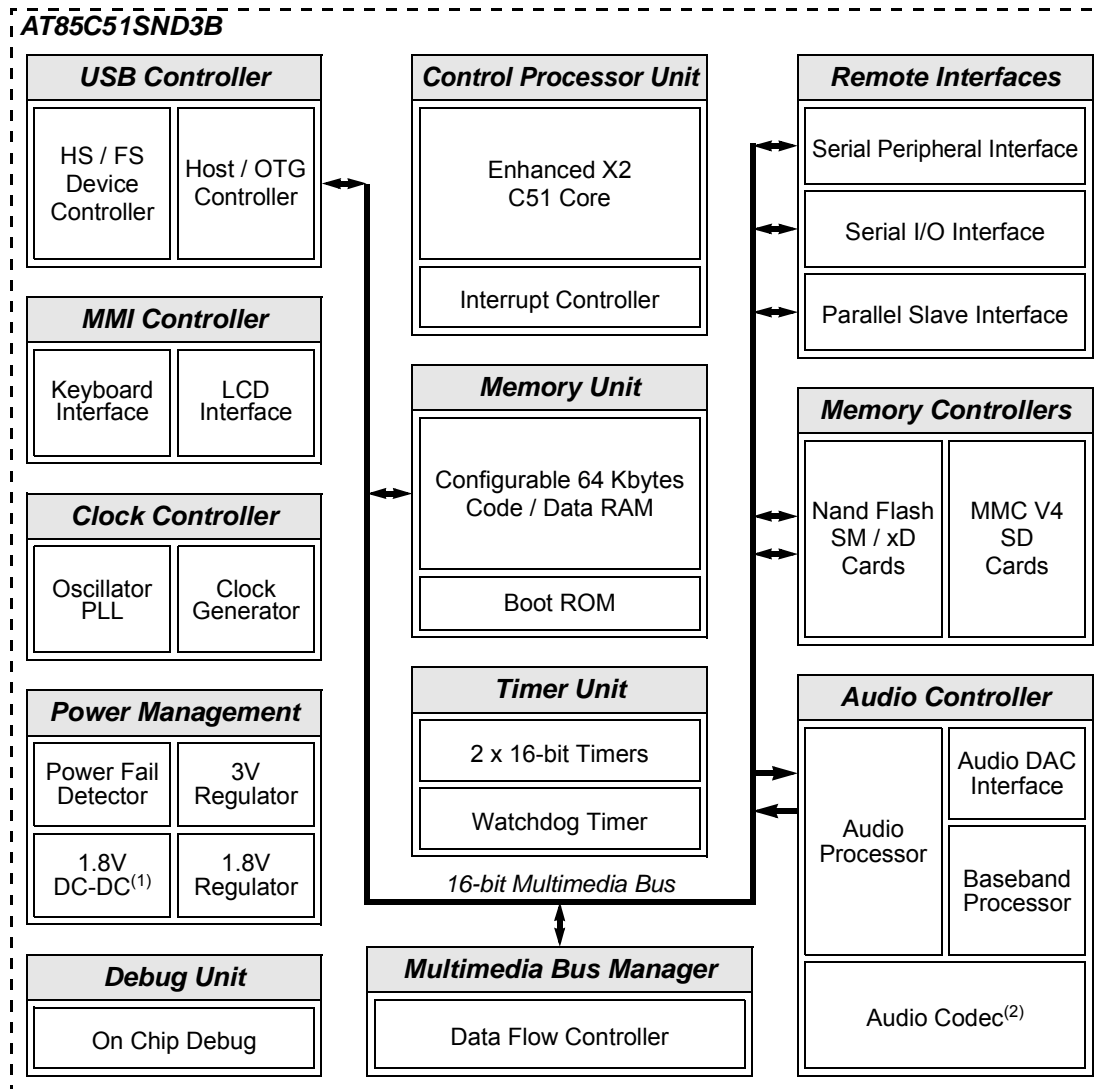 AT85C51SND3B
USB Controller
HS / FS
Device
Controller
Host / OTG
Controller
MMI Controller
Keyboard
Interface
LCD
Interface
Clock Controller
Oscillator
PLL
Clock
Generator
Power Management
Power Fail
Detector
3V
Regulator
1.8V
DC-DC(1)
1.8V
Regulator
Debug Unit
On Chip Debug
Control Processor Unit
Enhanced X2
C51 Core
Interrupt Controller
Memory Unit
Configurable 64 Kbytes
Code / Data RAM
Boot ROM
Timer Unit
2 x 16-bit Timers
Watchdog Timer
16-bit Multimedia Bus
Multimedia Bus Manager
Data Flow Controller
Remote Interfaces
Serial Peripheral Interface
Serial I/O Interface
Parallel Slave Interface
Memory Controllers
Nand Flash
SM / xD
Cards
MMC V4
SD
Cards
Audio Controller
Audio
Processor
Audio DAC
Interface
Baseband
Processor
Audio Codec(2)